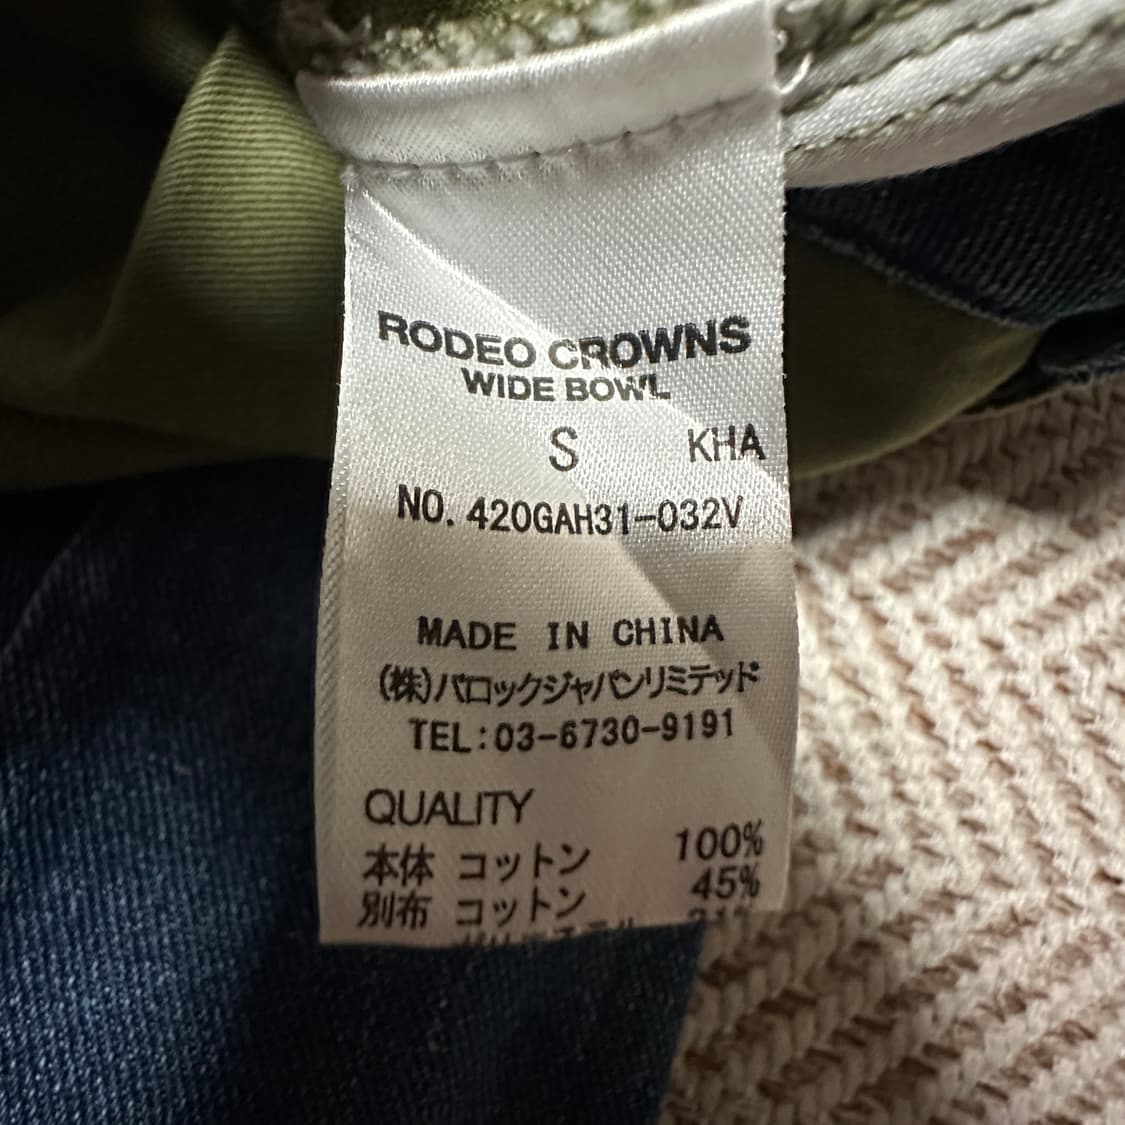 RODEO CROWNS
WIDE BOWL
S KHA
NO. 420GAH31-032V
MADE IN CHINA
(株)バロックジャパンリミテッド
TEL:03-6730-9191
QUALITY
本体 コットン 100%
別布 コットン 45%